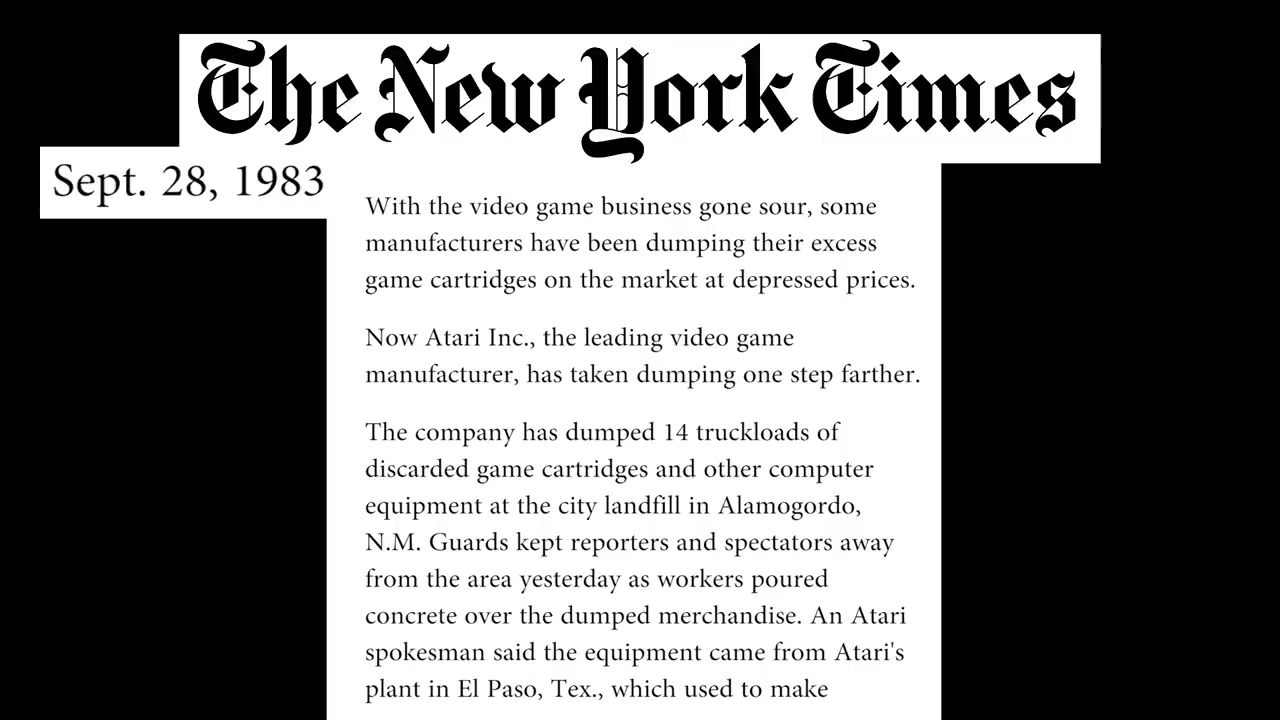 The New York Times
Sept. 28, 1983
With the video game business gone sour, some
manufacturers have been dumping their excess
game cartridges on the market at depressed prices.
Now Atari Inc., the leading video game
manufacturer, has taken dumping one step farther.
The company has dumped 14 truckloads of
discarded game cartridges and other computer
equipment at the city landfill in Alamogordo,
N.M. Guards kept reporters and spectators away
from the area yesterday as workers poured
concrete over the dumped merchandise. An Atari
spokesman said the equipment came from Atari's
plant in El Paso, Tex., which used to make